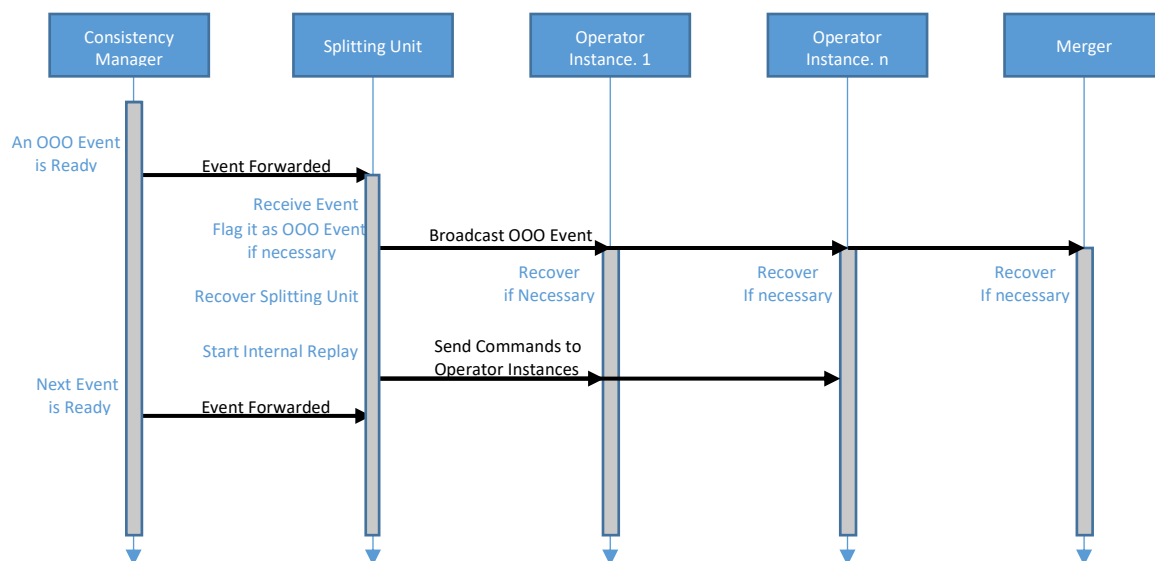 Consistency
Manager
Splitting Unit
Operator
Instance. 1
Operator
Instance. n
Merger
An OOO Event
is Ready
Event Forwarded
Receive Event
Flag it as OOO Event
if necessary
Broadcast OOO Event
Recover
if Necessary
Recover
If necessary
Recover
If necessary
Recover Splitting Unit
Start Internal Replay
Send Commands to
Operator Instances
Next Event
is Ready
Event Forwarded